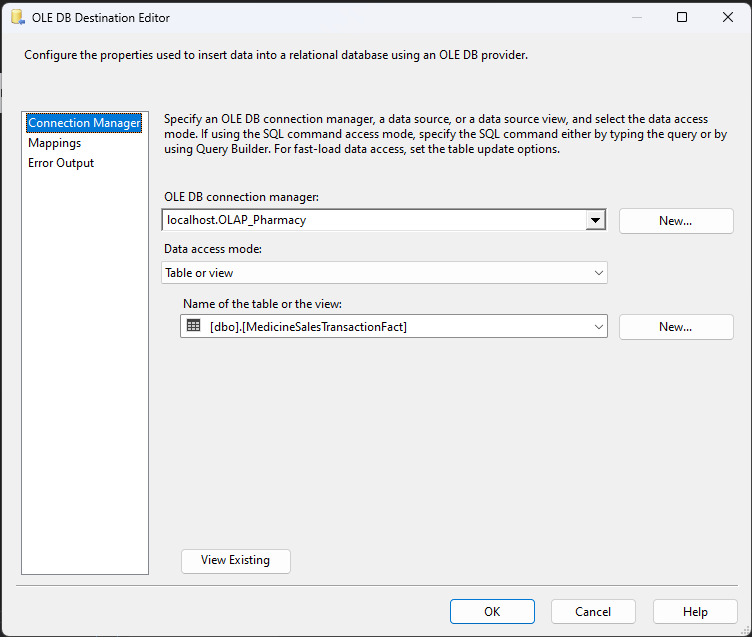 OLE DB Destination Editor
Configure the properties used to insert data into a relational database using an OLE DB provider.
Connection Manager
Mappings
Error Output
Specify an OLE DB connection manager, a data source, or a data source view, and select the data access
mode. If using the SQL command access mode, specify the SQL command either by typing the query or by
using Query Builder. For fast-load data access, set the table update options.
OLE DB connection manager:
localhost.OLAP_Pharmacy
New...
Data access mode:
Table or view
Name of the table or the view:
[dbo].[MedicineSalesTransactionFact]
New...
View Existing
OK
Cancel
Help